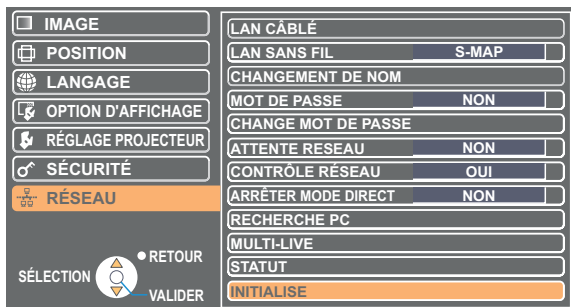 IMAGE
POSITION
LANGAGE
OPTION D'AFFICHAGE
RÉGLAGE PROJECTEUR
SÉCURITÉ
RÉSEAU
RETOUR
SÉLECTION
VALIDER
LAN CÂBLÉ
LAN SANS FIL S-MAP
CHANGEMENT DE NOM
MOT DE PASSE NON
CHANGE MOT DE PASSE
ATTENTE RESEAU NON
CONTRÔLE RÉSEAU OUI
ARRÊTER MODE DIRECT NON
RECHERCHE PC
MULTI-LIVE
STATUT
INITIALISE